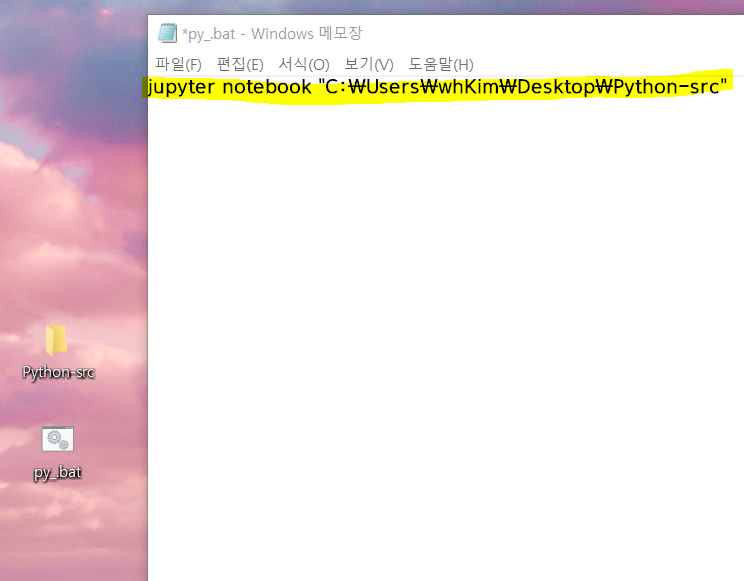 *py_.bat - Windows 메모장
파일(F) 편집(E) 서식(O) 보기(V) 도움말(H)
jupyter notebook "C:₩Users₩whKim₩Desktop₩Python-src"
Python-src
py_.bat